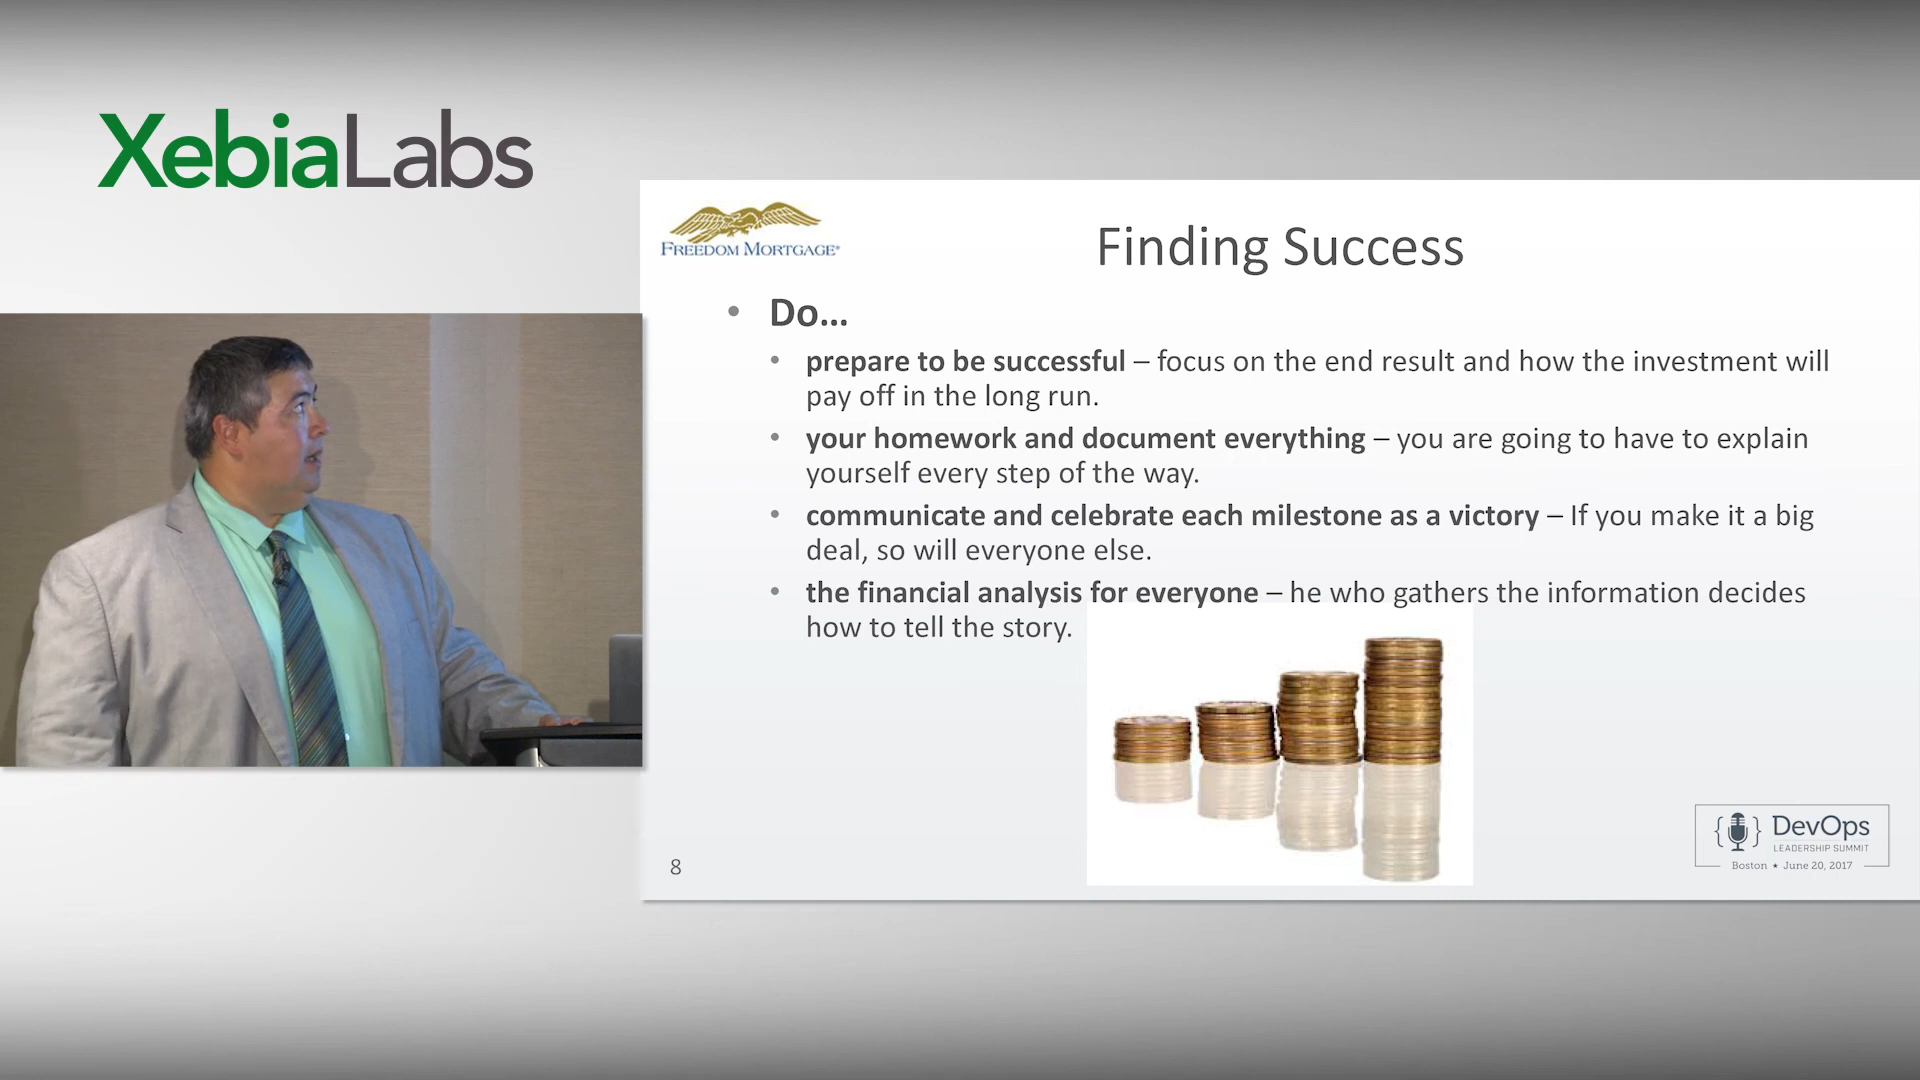 XebiaLabs
FREEDOM MORTGAGE®
Finding Success
• Do…
• prepare to be successful – focus on the end result and how the investment will
pay off in the long run.
• your homework and document everything – you are going to have to explain
yourself every step of the way.
• communicate and celebrate each milestone as a victory – If you make it a big
deal, so will everyone else.
• the financial analysis for everyone – he who gathers the information decides
how to tell the story.
8
{ } DevOps
LEADERSHIP SUMMIT
Boston ★ June 20, 2017